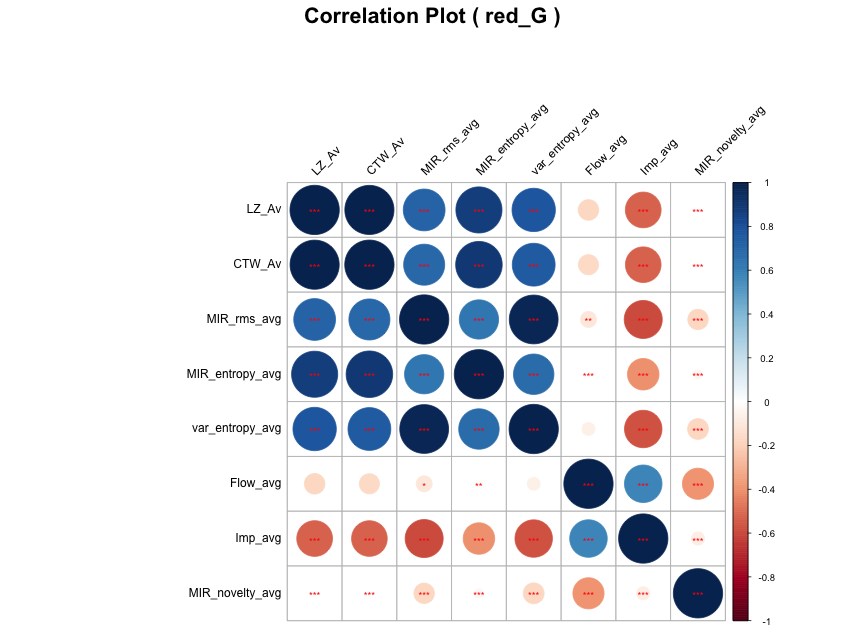 Correlation Plot ( red_G )
LZ_Av CTW_Av MIR_rms_avg MIR_entropy_avg var_entropy_avg Flow_avg Imp_avg MIR_novelty_avg
1
LZ_Av *** *** *** *** *** *** ***
0.8
CTW_Av *** *** *** *** *** *** ***
0.6
MIR_rms_avg *** *** *** *** *** ** *** ***
0.4
MIR_entropy_avg *** *** *** *** *** *** *** ***
0.2
0
var_entropy_avg *** *** *** *** *** *** ***
-0.2
Flow_avg * ** *** *** ***
-0.4
Imp_avg *** *** *** *** *** *** *** ***
-0.6
-0.8
MIR_novelty_avg *** *** *** *** *** *** *** ***
-1